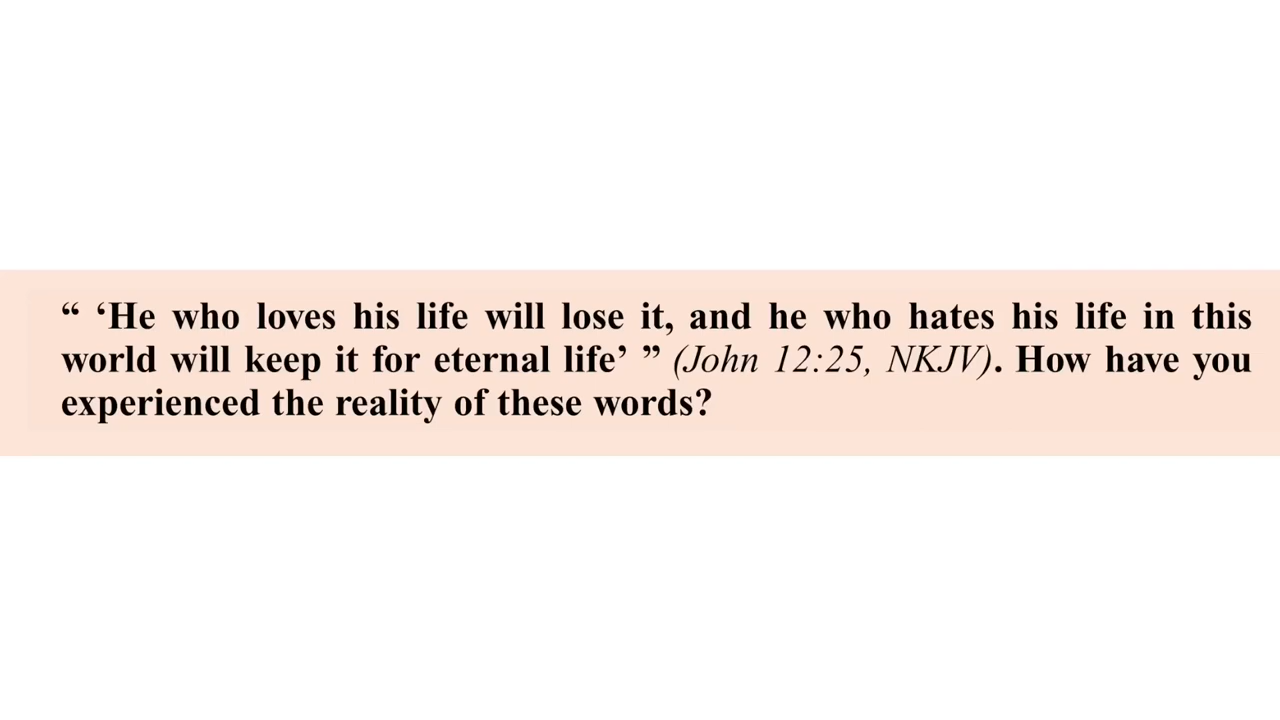 “ ‘He who loves his life will lose it, and he who hates his life in this
world will keep it for eternal life’ ” (John 12:25, NKJV). How have you
experienced the reality of these words?